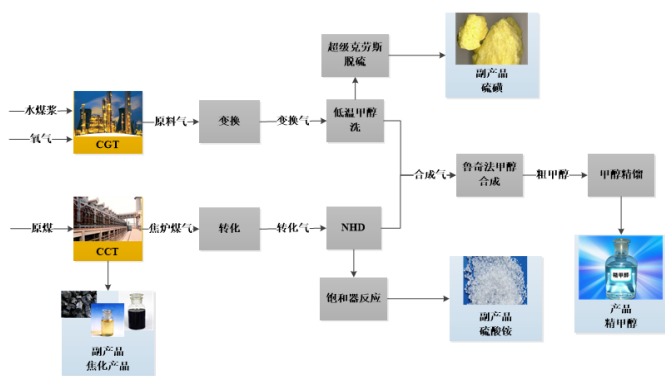 超级克劳斯
脱硫
副产品
硫磺
水煤浆
氧气
CGT
原料气
变换
变换气
低温甲醇
洗
合成气
鲁奇法甲醇
合成
粗甲醇
甲醇精馏
原煤
CCT
焦炉煤气
转化
转化气
NHD
饱和器反应
副产品
硫酸铵
精甲醇
产品
精甲醇
副产品
焦化产品